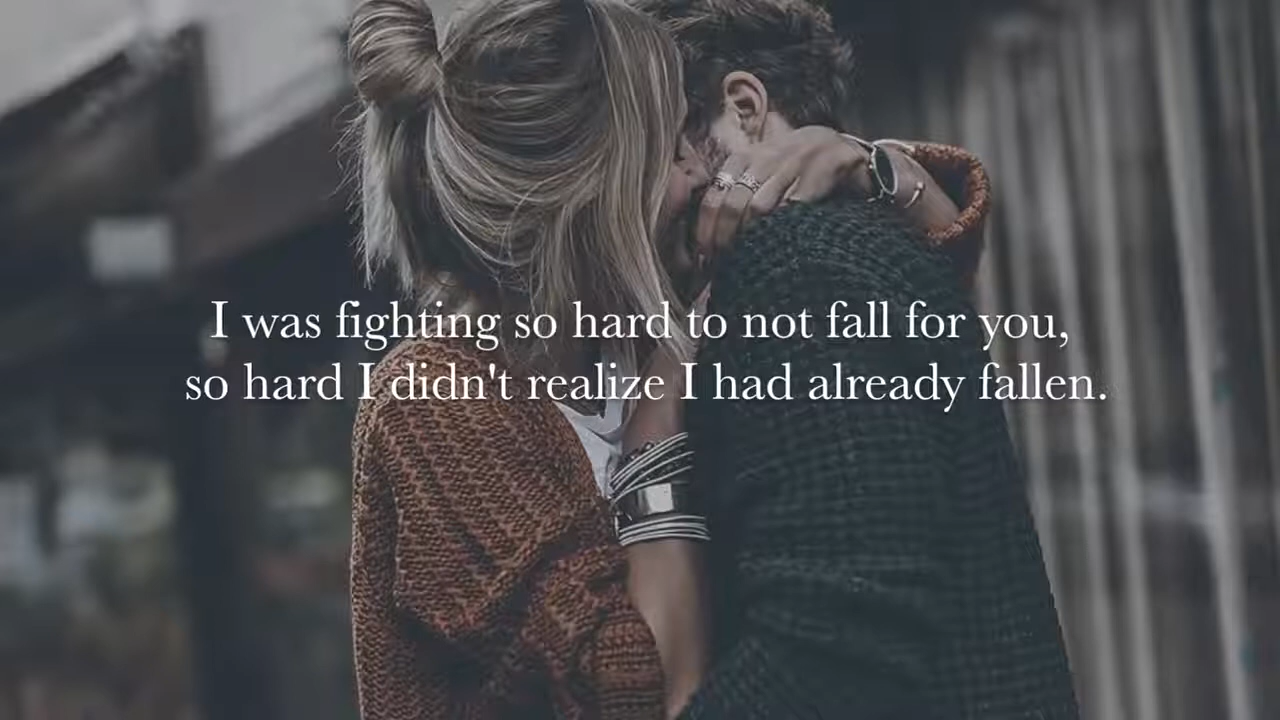 I was fighting so hard to not fall for you,
so hard I didn't realize I had already fallen.